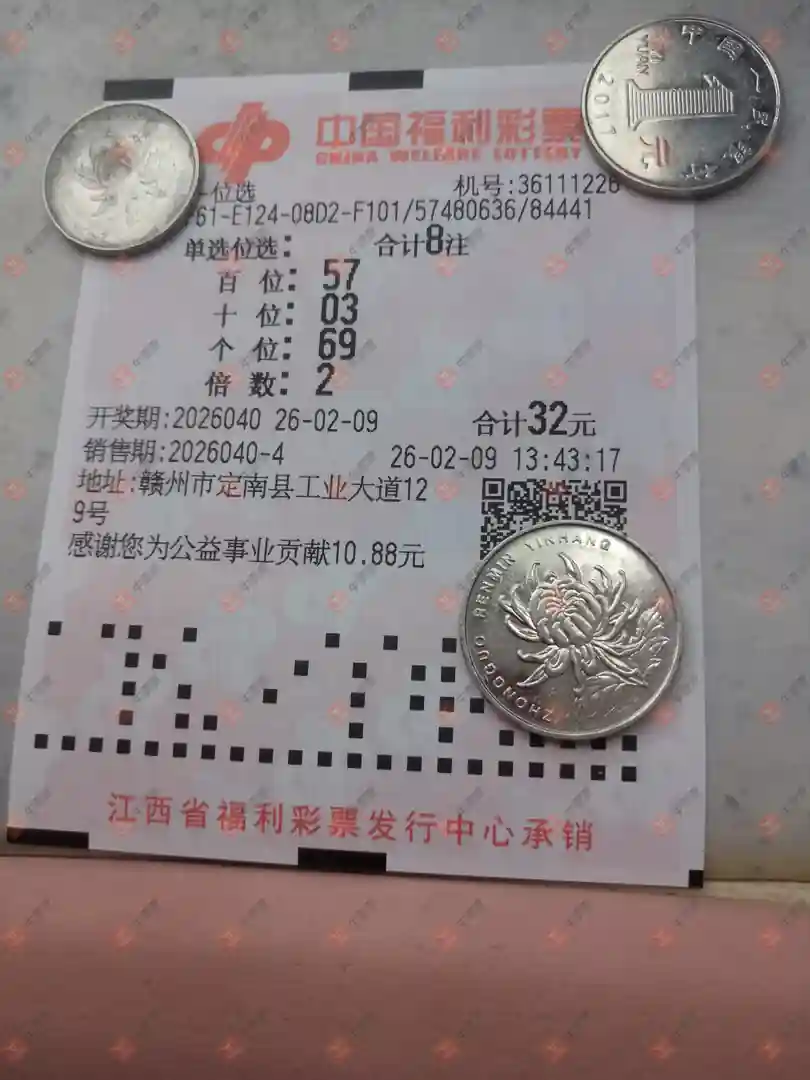 中国福利彩票
CHINA WELFARE LOTTERY
位选
机号:36111226
61-E124-08D2-F101/57480636/84441
单选位选: 合计8注
百 位: 57
十 位: 03
个 位: 69
倍 数: 2
开奖期:2026040 26-02-09 合计32元
销售期:2026040-4 26-02-09 13:43:17
地址:赣州市定南县工业大道12
9号
感谢您为公益事业贡献10.88元
江西省福利彩票发行中心承销
中国人民银行
1
YI YUAN
元
2011
ZHONGGUO RENMIN YINHANG